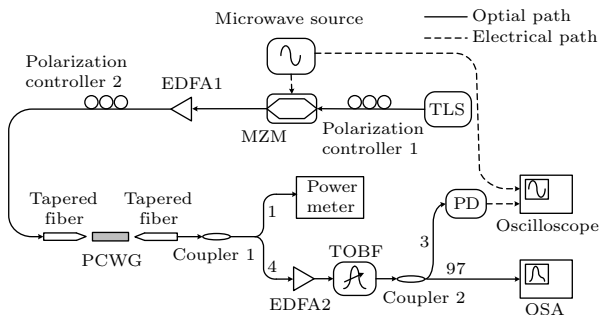 Microwave source
Optial path
Electrical path
Polarization
controller 2
EDFA1
MZM
Polarization
controller 1
TLS
Tapered
fiber
Tapered
fiber
PCWG
Coupler 1
1
Power
meter
4
EDFA2
TOBF
Coupler 2
3
97
PD
Oscilloscope
OSA